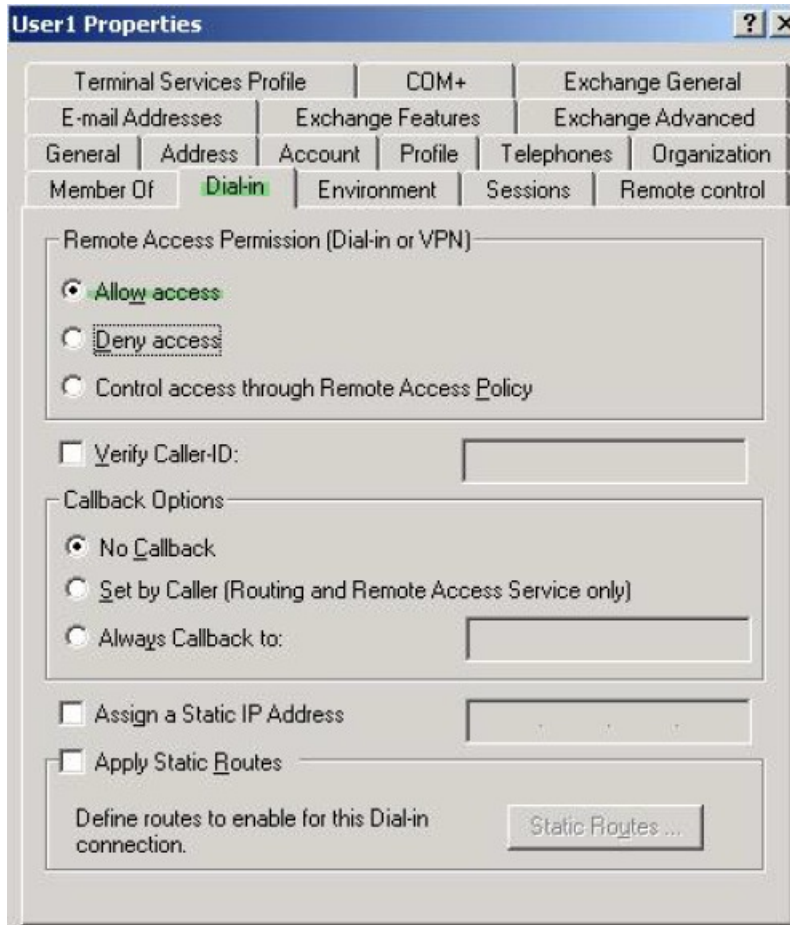 User1 Properties
Terminal Services Profile COM+ Exchange General
E-mail Addresses Exchange Features Exchange Advanced
General Address Account Profile Telephones Organization
Member Of Dial-in Environment Sessions Remote control
Remote Access Permission (Dial-in or VPN)
Allow access
Deny access
Control access through Remote Access Policy
Verify Caller-ID:
Callback Options
No Callback
Set by Caller (Routing and Remote Access Service only)
Always Callback to:
Assign a Static IP Address
Apply Static Routes
Define routes to enable for this Dial-in
connection.
Static Routes ...